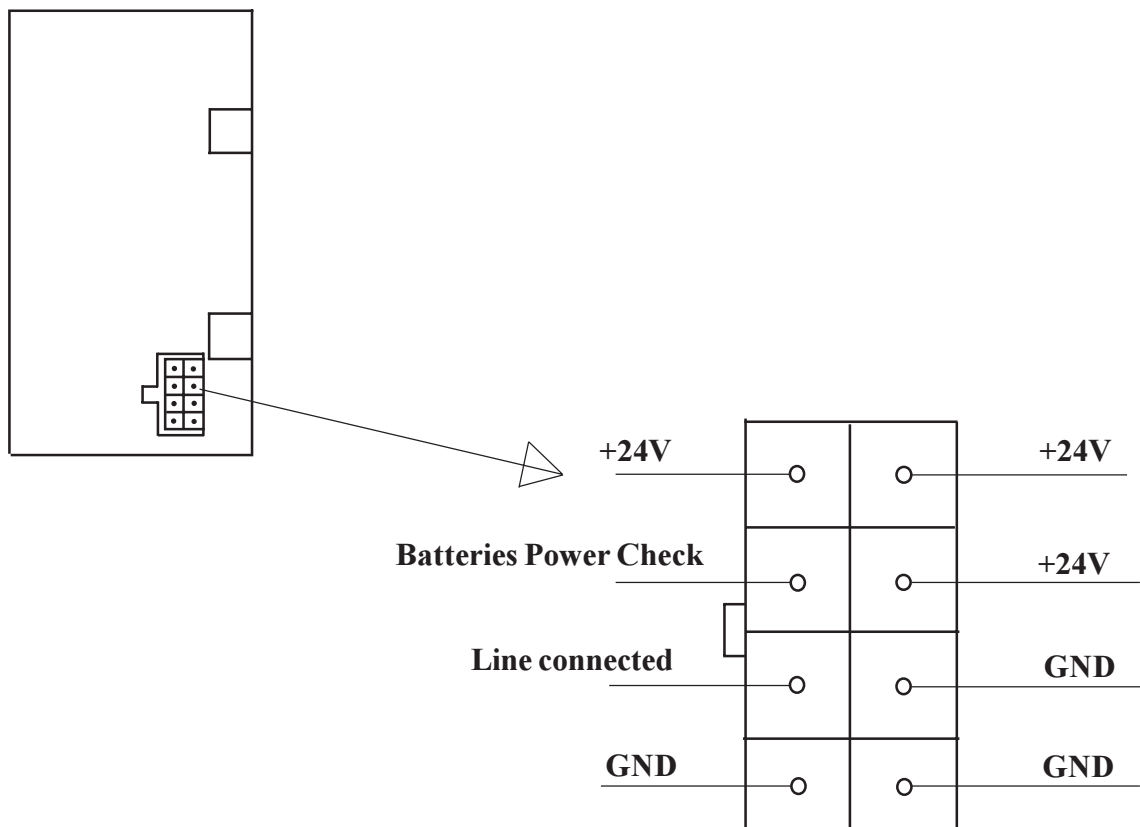 +24V
+24V
Batteries Power Check
+24V
Line connected
GND
GND
GND